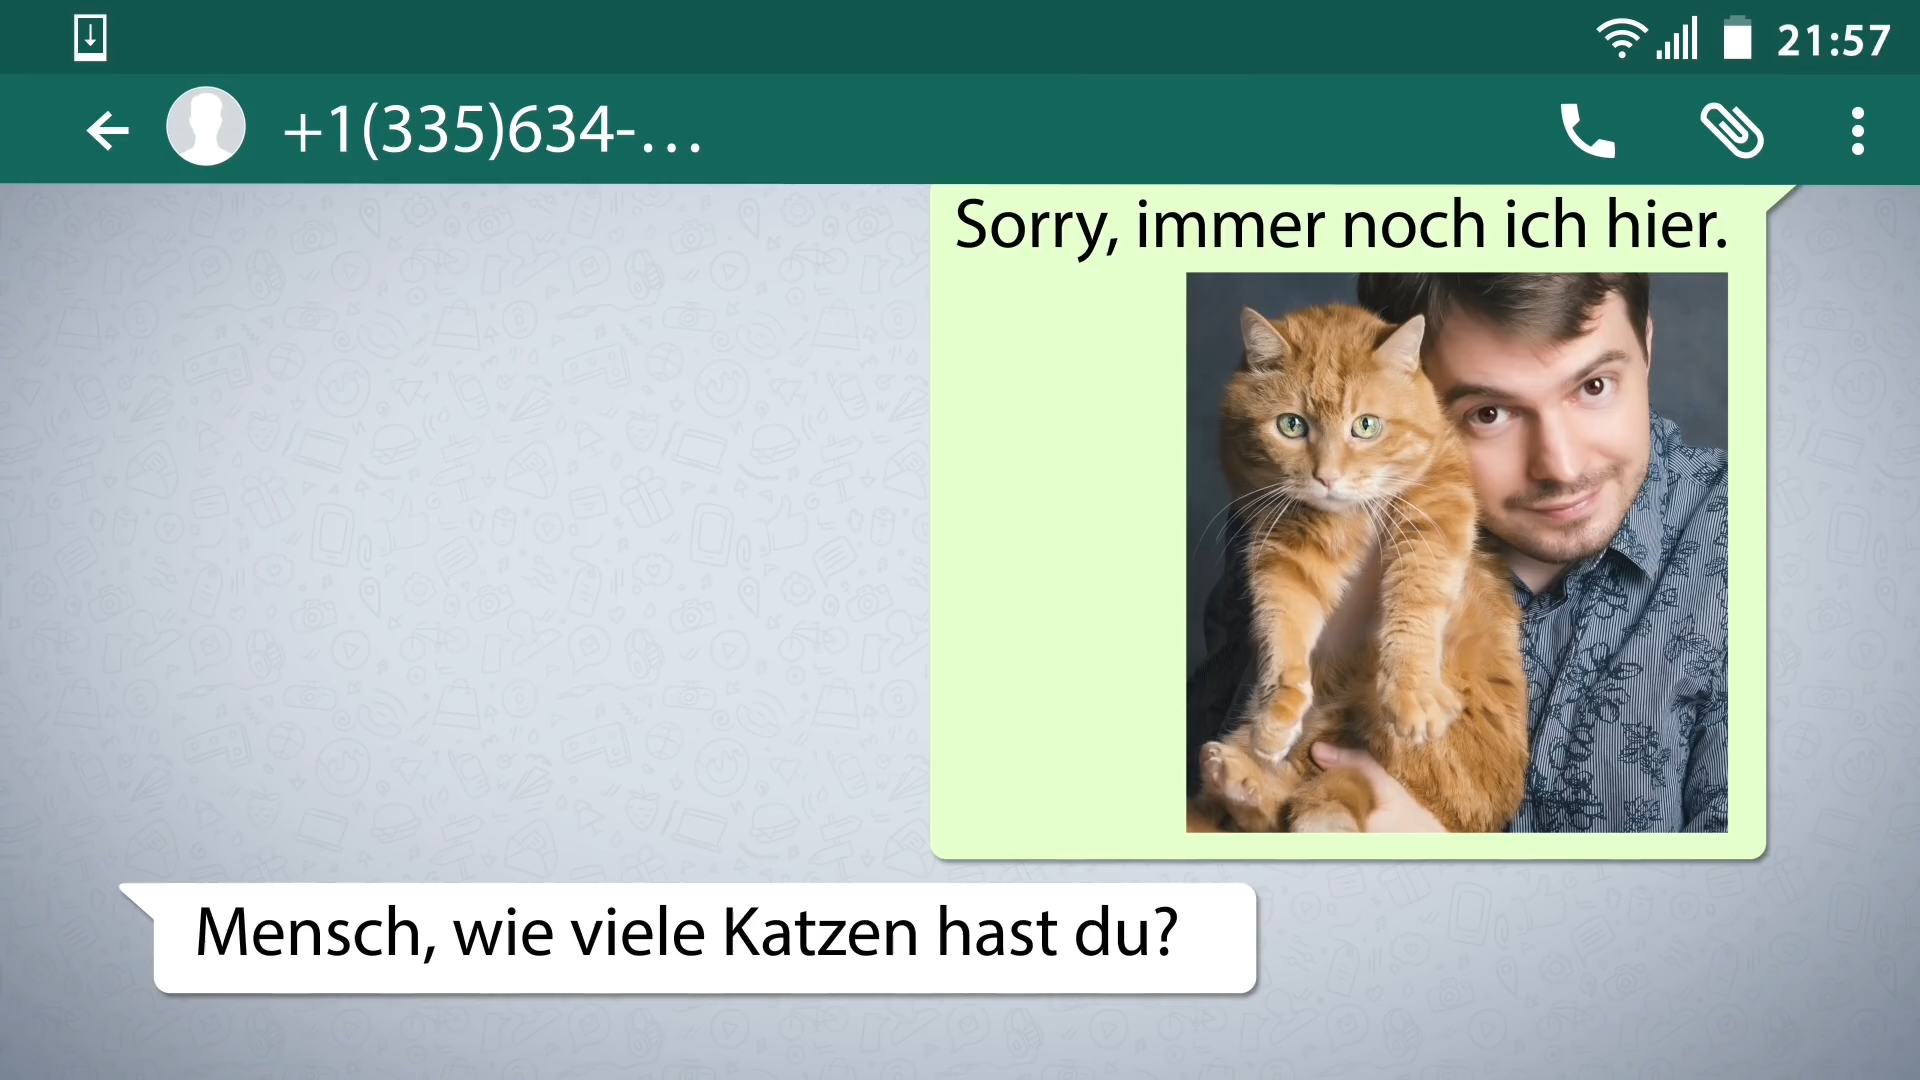 21:57
+1(335)634-...
Sorry, immer noch ich hier.
Mensch, wie viele Katzen hast du?